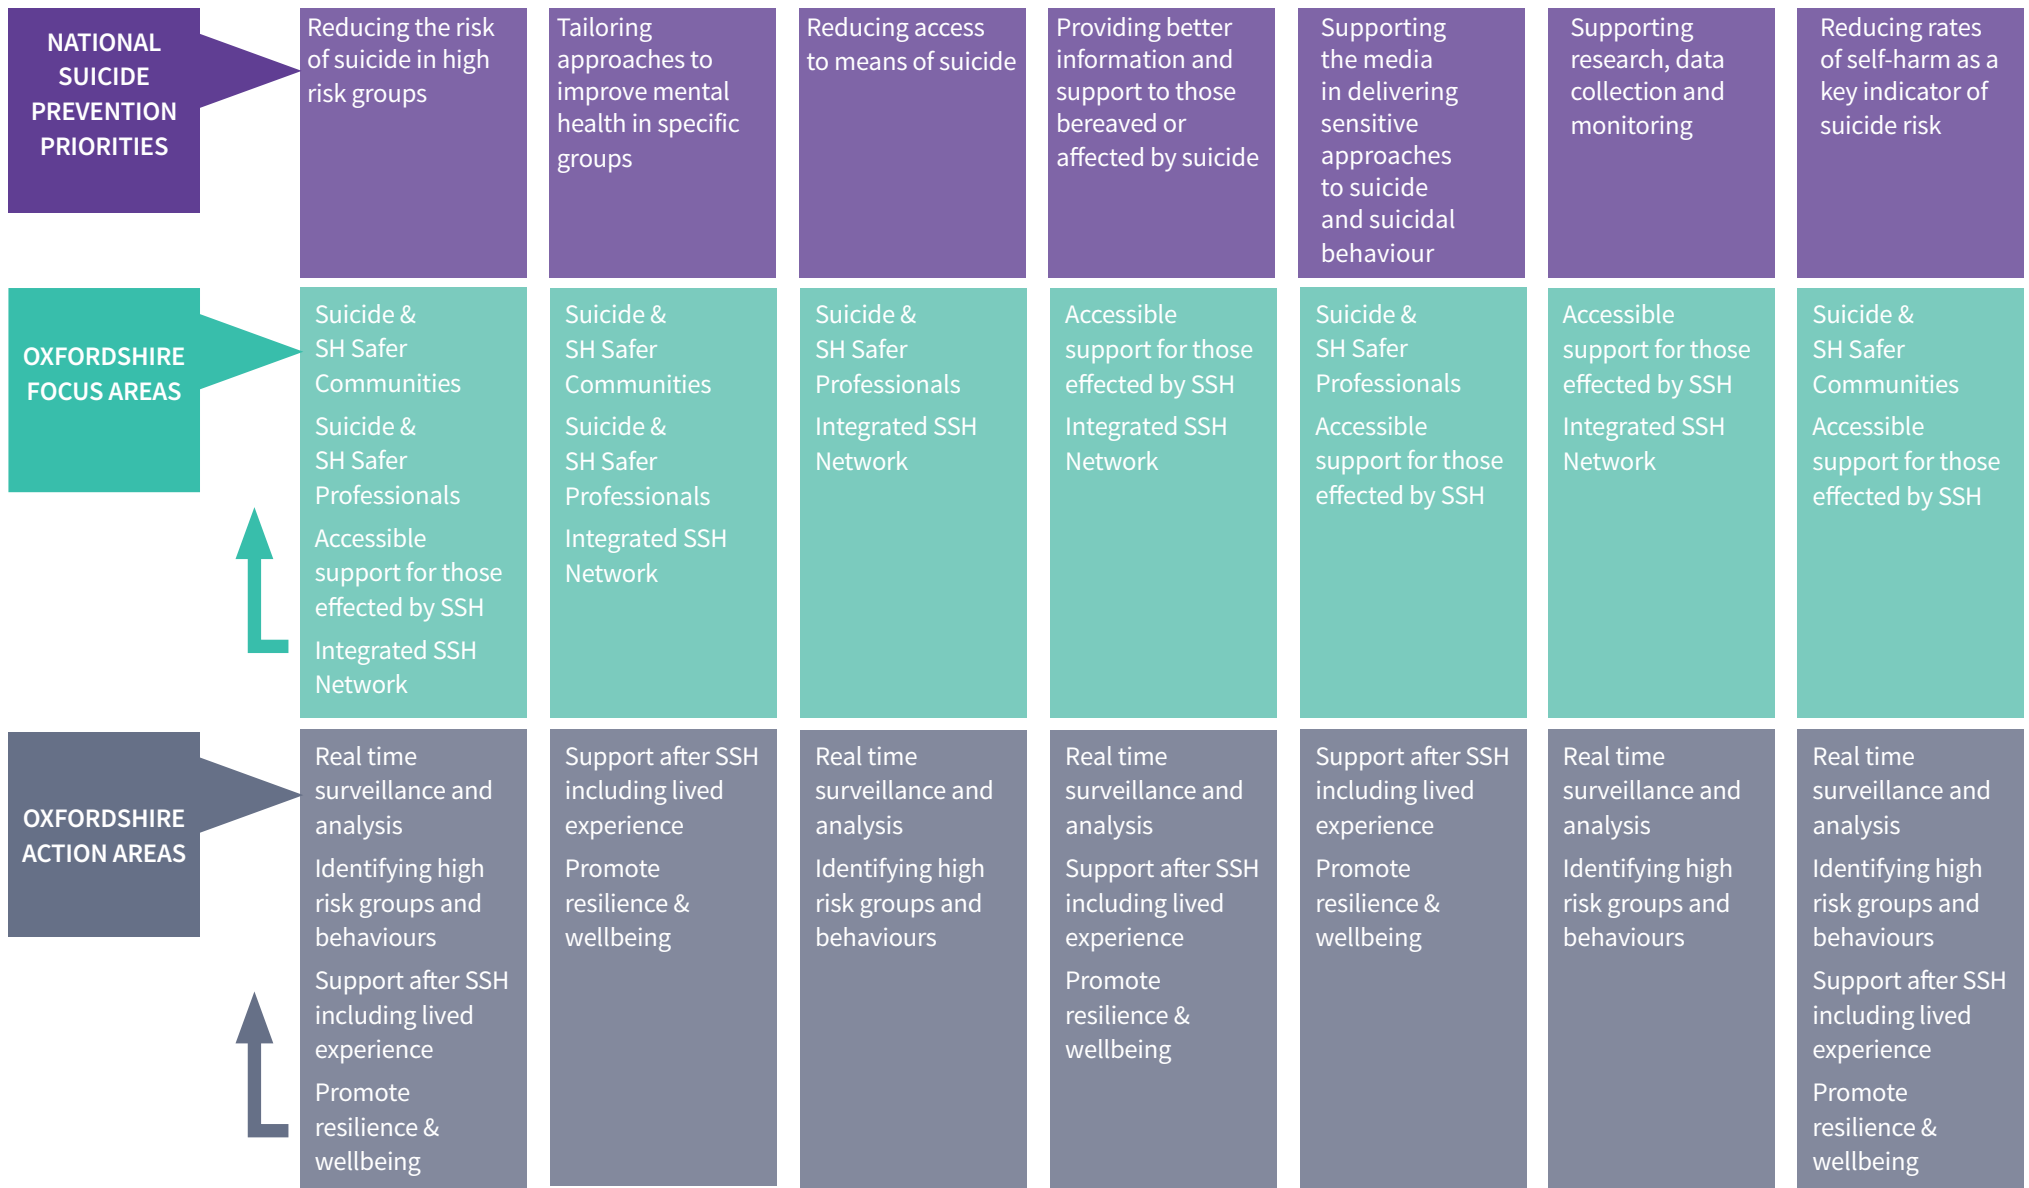 NATIONAL
SUICIDE
PREVENTION
PRIORITIES
Reducing the risk
of suicide in high
risk groups
Tailoring
approaches to
improve mental
health in specific
groups
Reducing access
to means of suicide
Providing better
information and
support to those
bereaved or
affected by suicide
Supporting
the media
in delivering
sensitive
approaches
to suicide
and suicidal
behaviour
Supporting
research, data
collection and
monitoring
Reducing rates
of self-harm as a
key indicator of
suicide risk
OXFORDSHIRE
FOCUS AREAS
Suicide &
SH Safer
Communities
Suicide &
SH Safer
Professionals
Accessible
support for those
effected by SSH
Integrated SSH
Network
Suicide &
SH Safer
Communities
Suicide &
SH Safer
Professionals
Integrated SSH
Network
Suicide &
SH Safer
Professionals
Integrated SSH
Network
Accessible
support for those
effected by SSH
Integrated SSH
Network
Suicide &
SH Safer
Professionals
Accessible
support for those
effected by SSH
Accessible
support for those
effected by SSH
Integrated SSH
Network
Suicide &
SH Safer
Communities
Accessible
support for those
effected by SSH
OXFORDSHIRE
ACTION AREAS
Real time
surveillance and
analysis
Identifying high
risk groups and
behaviours
Support after SSH
including lived
experience
Promote
resilience &
wellbeing
Support after SSH
including lived
experience
Promote
resilience &
wellbeing
Real time
surveillance and
analysis
Identifying high
risk groups and
behaviours
Real time
surveillance and
analysis
Support after SSH
including lived
experience
Promote
resilience &
wellbeing
Support after SSH
including lived
experience
Promote
resilience &
wellbeing
Real time
surveillance and
analysis
Identifying high
risk groups and
behaviours
Real time
surveillance and
analysis
Identifying high
risk groups and
behaviours
Support after SSH
including lived
experience
Promote
resilience &
wellbeing